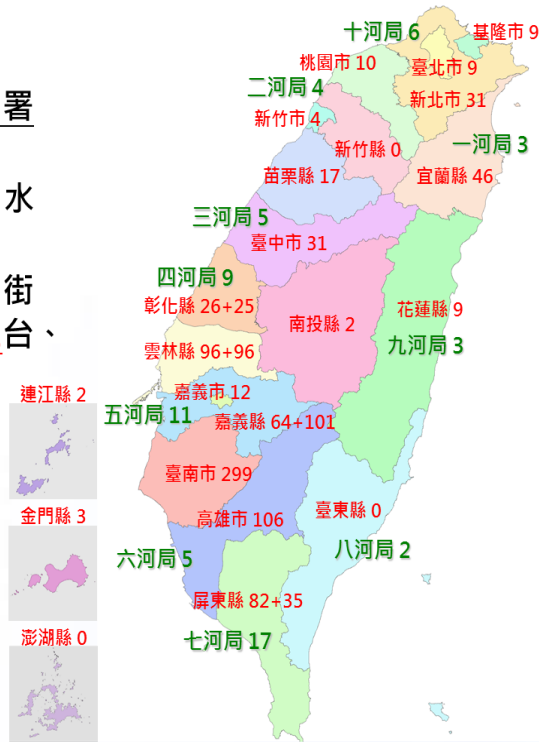 十河局 6
基隆市 9
桃園市 10
臺北市 9
二河局 4
新北市 31
署
新竹市 4
新竹縣 0
一河局 3
苗栗縣 17
宜蘭縣 46
水
三河局 5
臺中市 31
四河局 9
街
彰化縣 26+25
花蓮縣 9
南投縣 2
台、
雲林縣 96+96
九河局 3
連江縣 2
嘉義市 12
五河局 11
嘉義縣 64+101
臺南市 299
金門縣 3
高雄市 106
臺東縣 0
六河局 5
八河局 2
屏東縣 82+35
澎湖縣 0
七河局 17